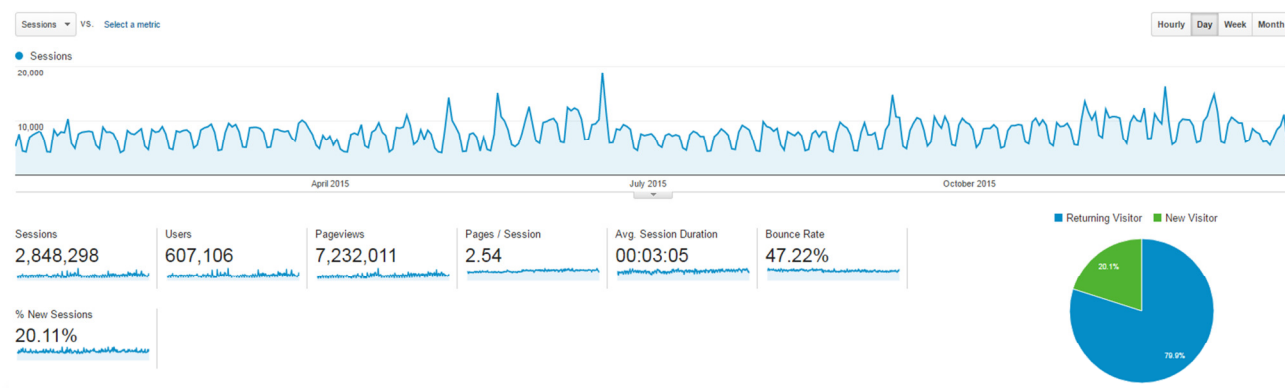 Sessions VS. Select a metric
Hourly Day Week Month
Sessions
20,000
10,000
April 2015 July 2015 October 2015
Returning Visitor New Visitor
Sessions Users Pageviews Pages / Session Avg. Session Duration Bounce Rate
2,848,298 607,106 7,232,011 2.54 00:03:05 47.22%
20.1%
% New Sessions
20.11%
79.9%